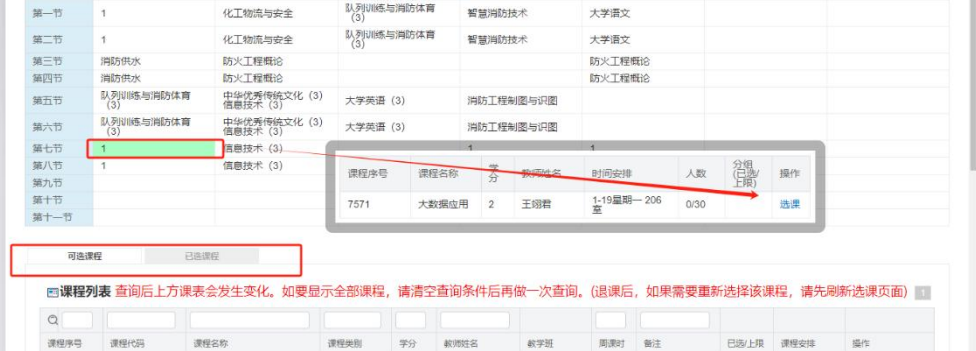 第一节 1 化工物流与安全 队列训练与消防体育（3） 智慧消防技术 大学语文
第二节 1 化工物流与安全 队列训练与消防体育（3） 智慧消防技术 大学语文
第三节 消防供水 防火工程概论 防火工程概论
第四节 消防供水 防火工程概论 防火工程概论
第五节 队列训练与消防体育（3） 中华优秀传统文化（3） 信息技术（3） 大学英语（3） 消防工程制图与识图
第六节 队列训练与消防体育（3） 中华优秀传统文化（3） 信息技术（3） 大学英语（3） 消防工程制图与识图
第七节 1 信息技术（3） 1 1
第八节 1 信息技术（3）
第九节
第十节
第十一节
课程序号 课程名称 学分 教师姓名 时间安排 人数 分组（已选/上限） 操作
7571 大数据应用 2 王翊君 1-19星期一 206室 0/30 选课
可选课程 已选课程
课程列表 查询后上方课表会发生变化。如要显示全部课程，请清空查询条件后再做一次查询。(退课后，如果需要重新选择该课程，请先刷新选课页面) 1
课程序号 课程代码 课程名称 课程类别 学分 教师姓名 教学班 周课时 备注 已选/上限 课程安排 操作